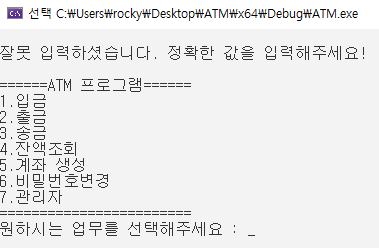 선택 C:₩Users₩rocky₩Desktop₩ATM₩x64₩Debug₩ATM.exe
잘못 입력하셨습니다. 정확한 값을 입력해주세요!
======ATM 프로그램======
1.입금
2.출금
3.송금
4.잔액조회
5.계좌 생성
6.비밀번호변경
7.관리자
========================
원하시는 업무를 선택해주세요 : _